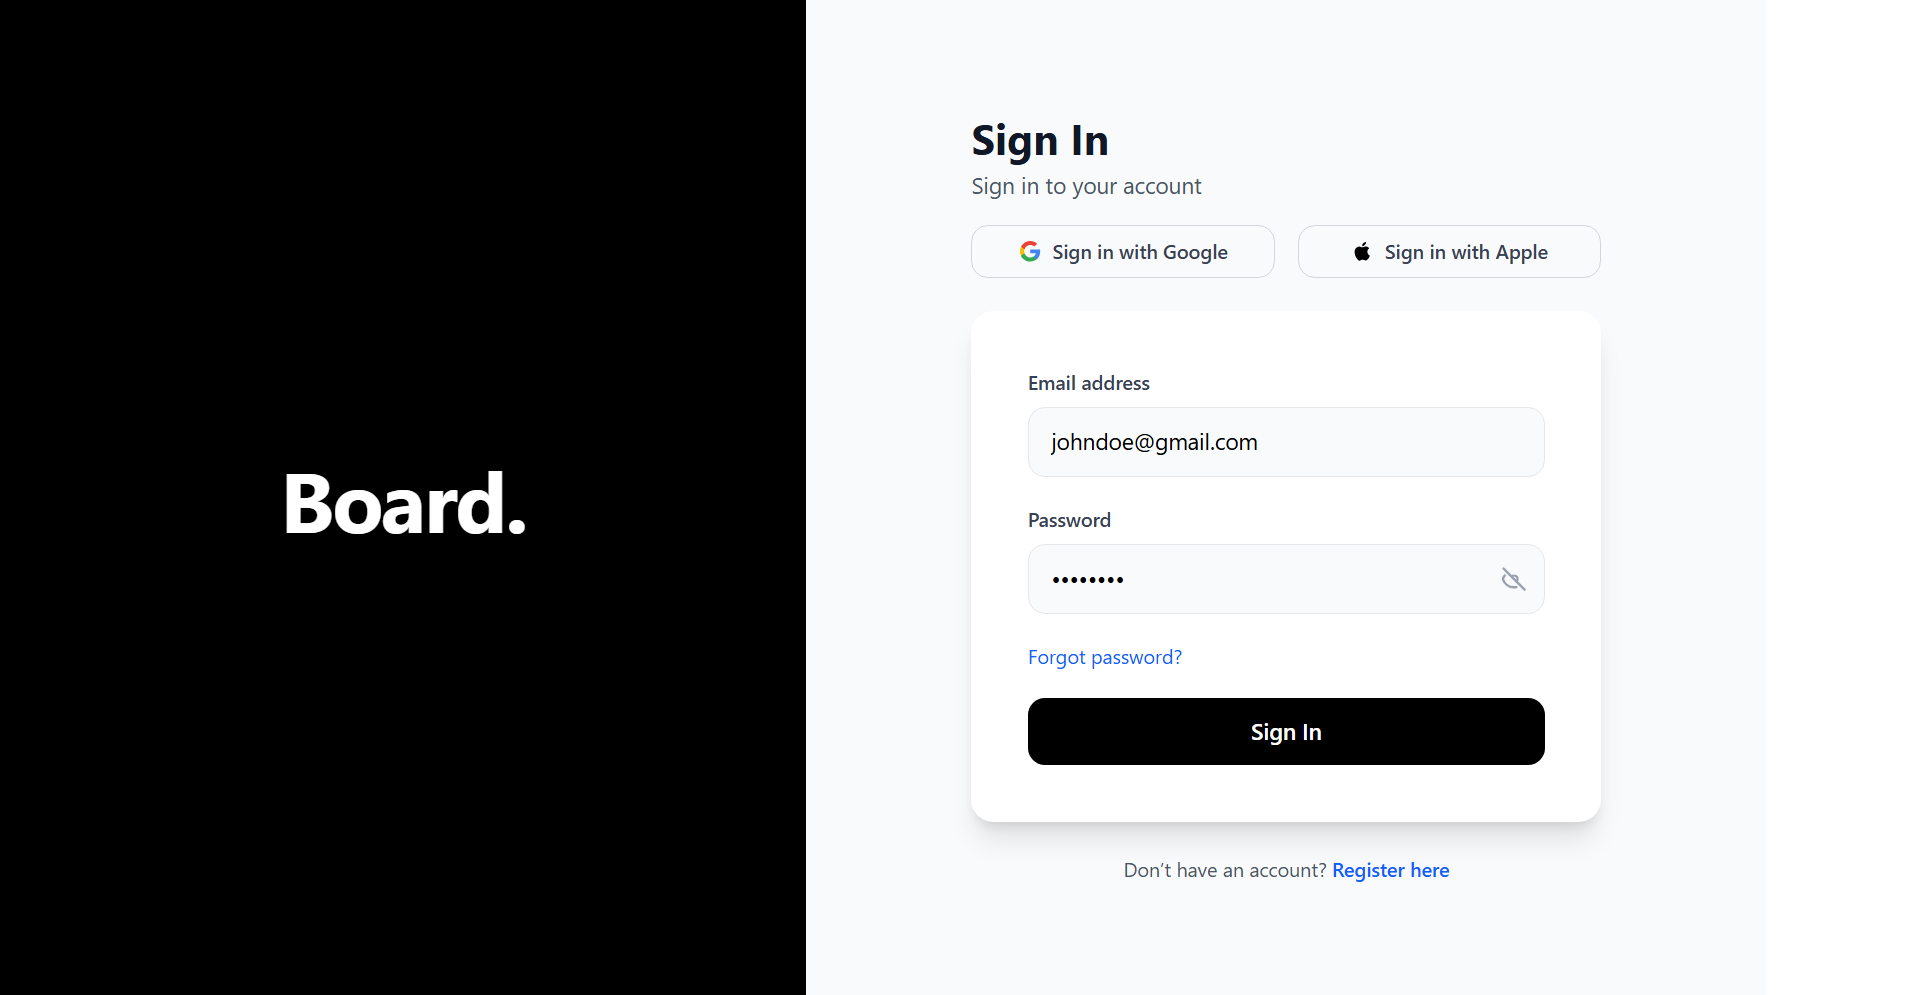 Board.
Sign In
Sign in to your account
Sign in with Google
Sign in with Apple
Email address
johndoe@gmail.com
Password
••••••••
Forgot password?
Sign In
Don’t have an account? Register here